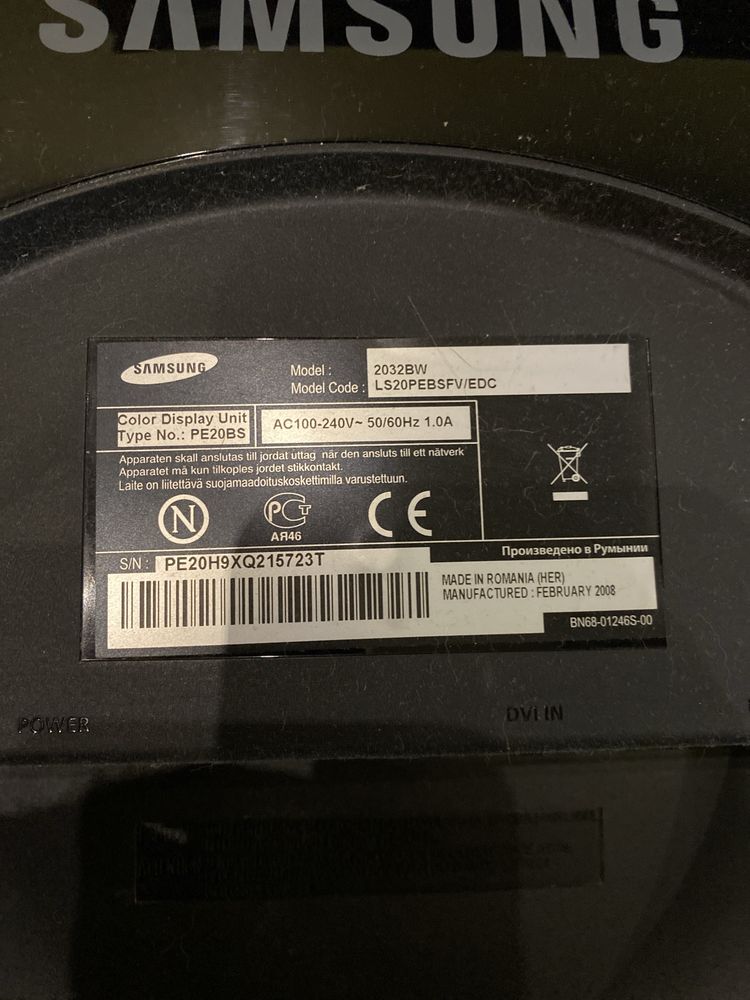 SAMSUNG
SAMSUNG
Model : 2032BW
Model Code : LS20PEBSFV/EDC
Color Display Unit
Type No.: PE20BS
AC100-240V~ 50/60Hz 1.0A
Apparaten skall anslutas till jordat uttag när den ansluts till ett nätverk
Apparatet må kun tilkoples jordet stikkontakt.
Laite on liitettävä suojamaadoituskoskettimilla varustettuun.
N
РСТ
АЯ46
CE
S/N : PE20H9XQ215723T
Произведено в Румынии
MADE IN ROMANIA (HER)
MANUFACTURED : FEBRUARY 2008
BN68-01246S-00
POWER
DVI IN